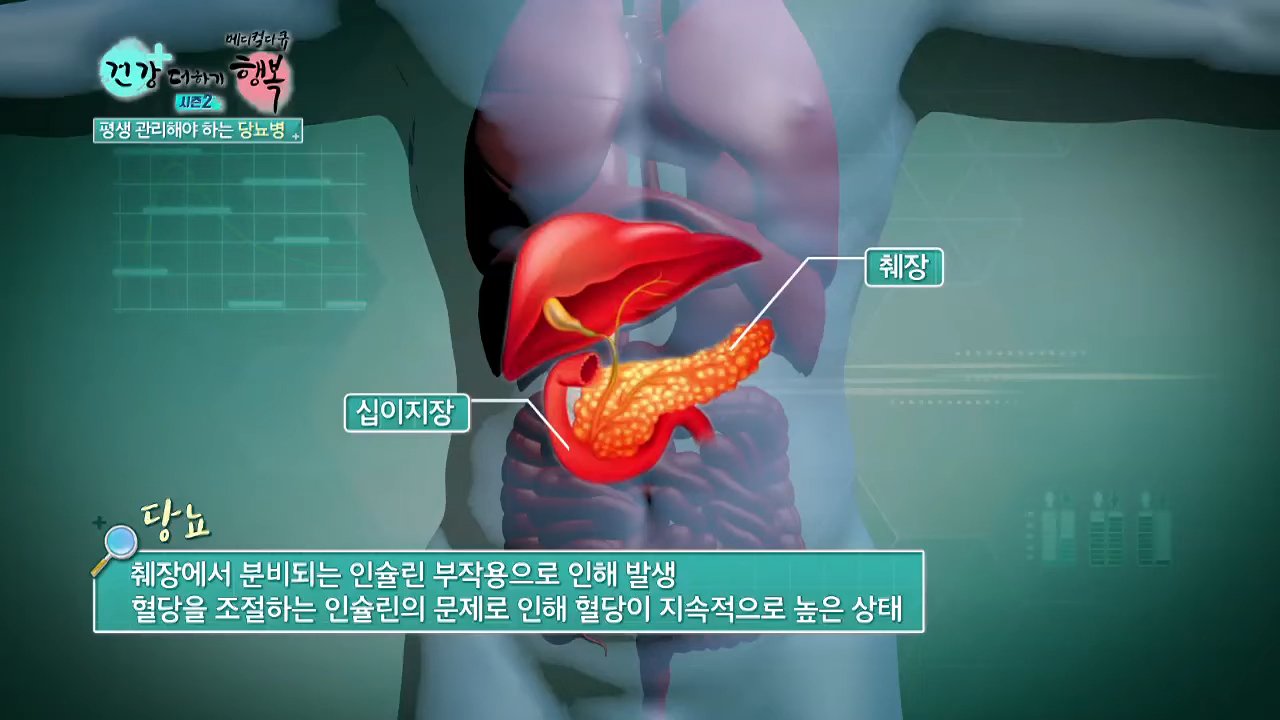 메디컬다큐
건강 더하기 행복
시즌2
평생 관리해야 하는 당뇨병
췌장
십이지장
당뇨
췌장에서 분비되는 인슐린 부작용으로 인해 발생
혈당을 조절하는 인슐린의 문제로 인해 혈당이 지속적으로 높은 상태